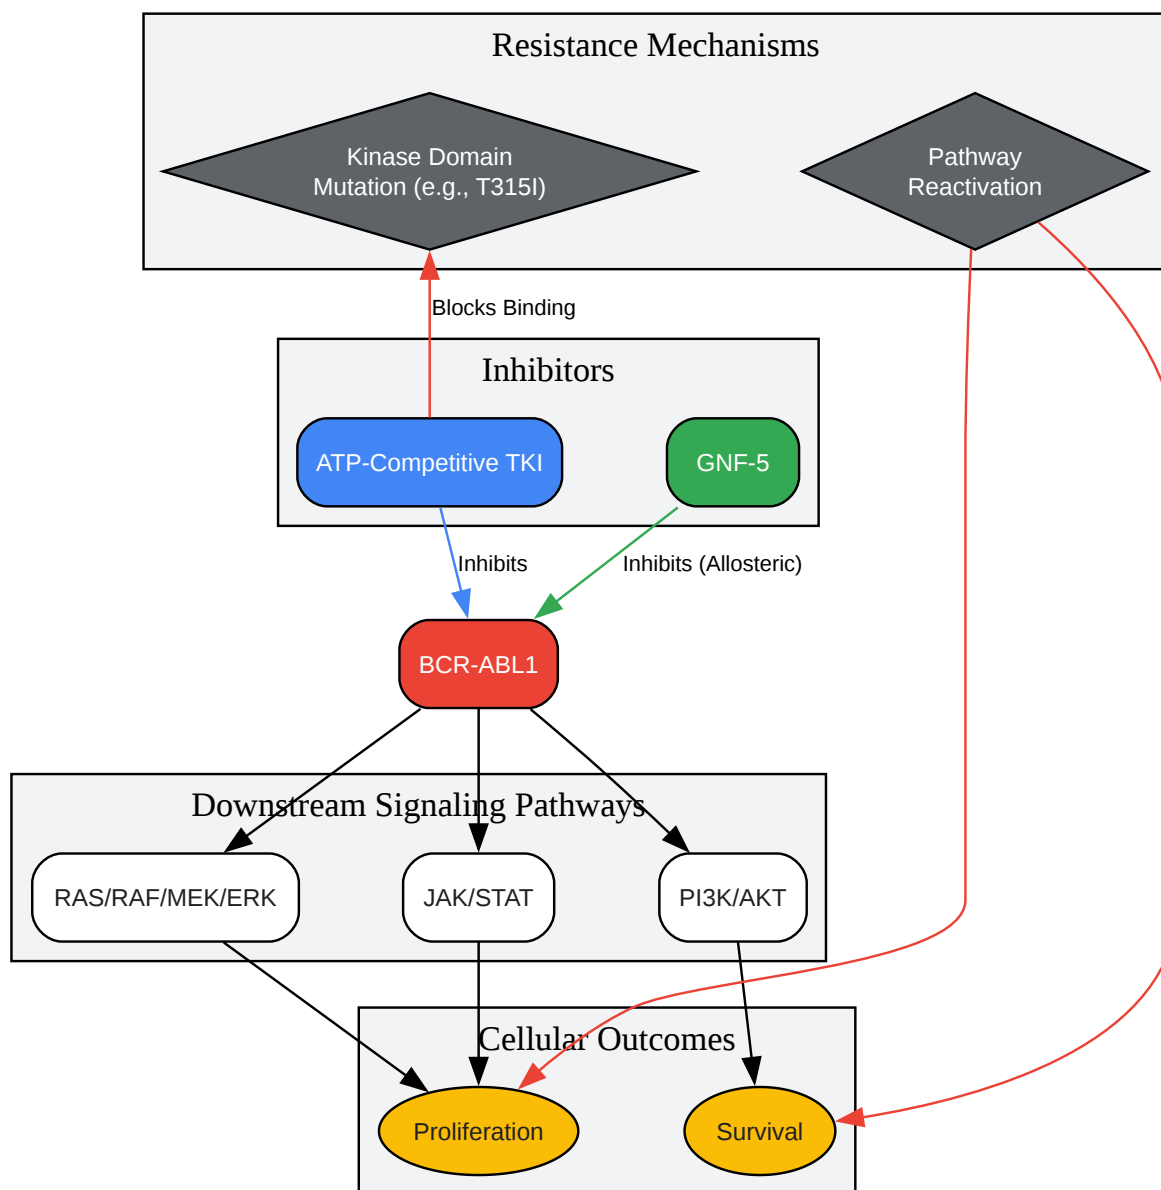 Resistance Mechanisms
Kinase Domain
Mutation (e.g., T315I)
Pathway
Reactivation
Blocks Binding
Inhibitors
ATP-Competitive TKI
GNF-5
Inhibits
Inhibits (Allosteric)
BCR-ABL1
Downstream Signaling Pathways
RAS/RAF/MEK/ERK
JAK/STAT
PI3K/AKT
Cellular Outcomes
Proliferation
Survival